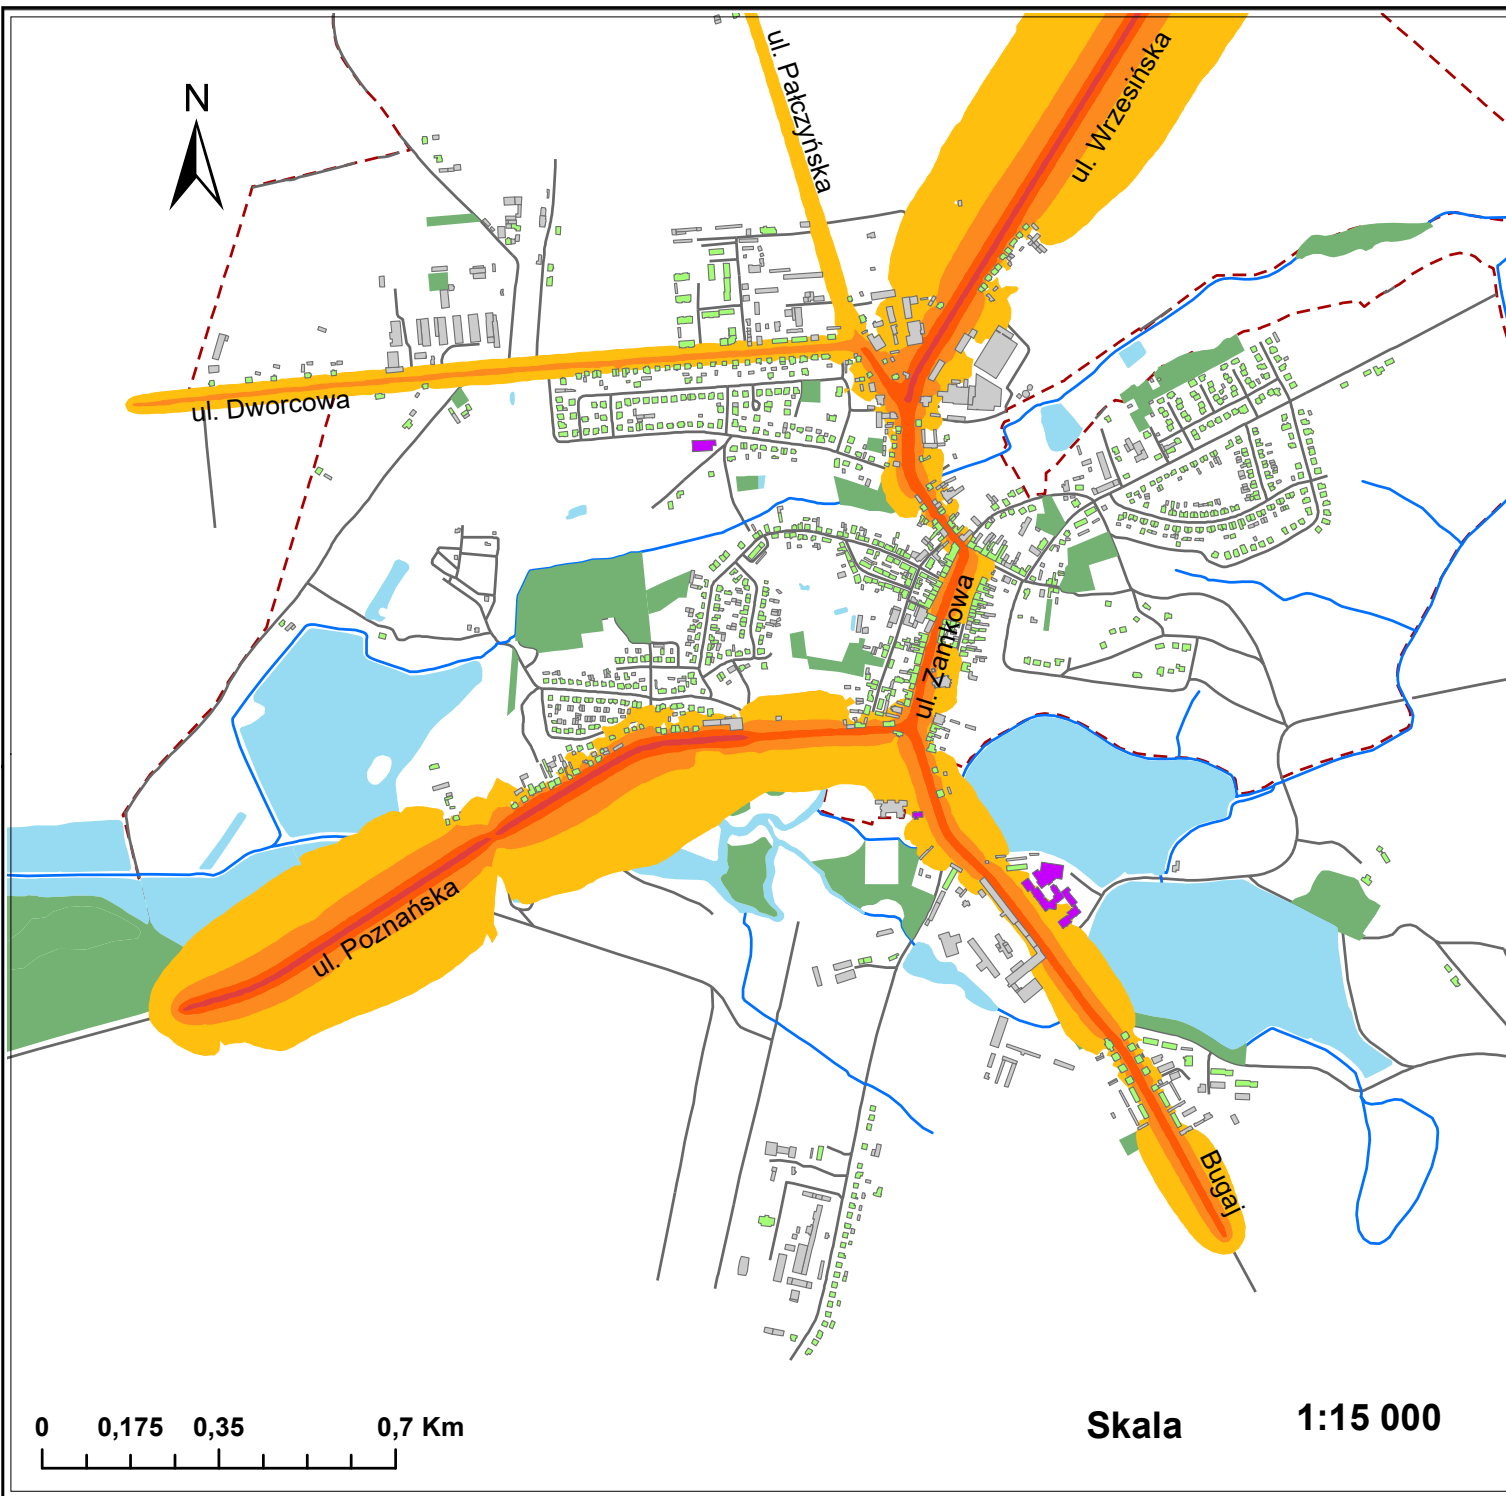 N
ul. Pałczyńska
ul. Wrzesińska
ul. Dworcowa
ul. Zamkowa
ul. Poznańska
Bugaj
0 0,175 0,35 0,7 Km
Skala 1:15 000